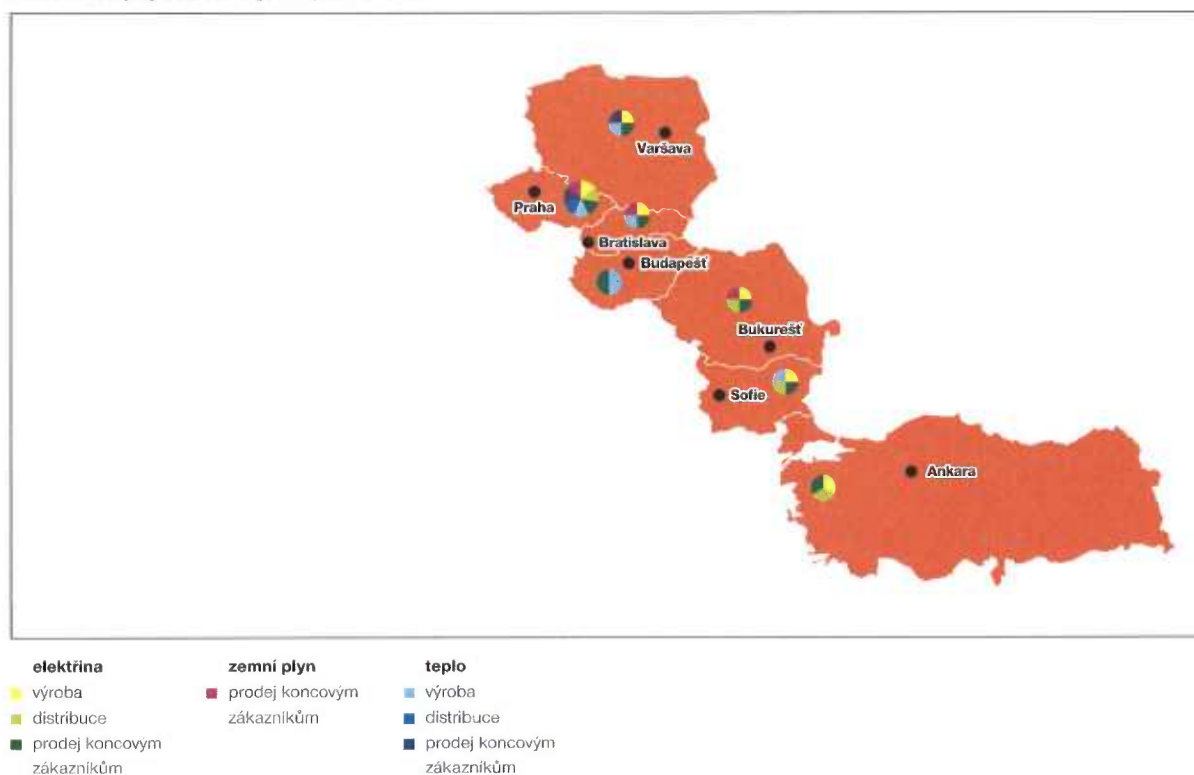 Varšava
Praha
Bratislava
Budapešť
Bukurešť
Sofie
Ankara
elektřina
výroba
distribuce
prodej koncovým
zákazníkům
zemní plyn
prodej koncovým
zákazníkům
teplo
výroba
distribuce
prodej koncovým
zákazníkům